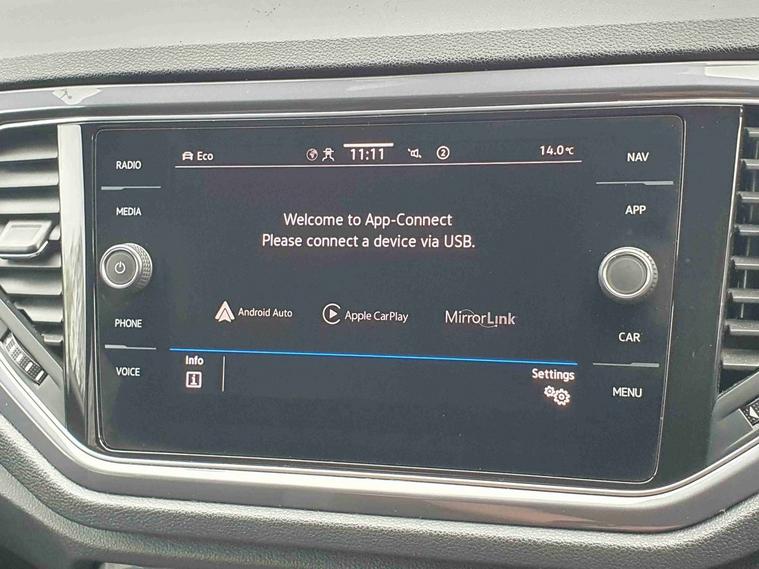 RADIO
MEDIA
PHONE
VOICE
Eco
11:11
2
14.0°C
Welcome to App-Connect
Please connect a device via USB.
Android Auto
Apple CarPlay
MirrorLink
Info
i
Settings
NAV
APP
CAR
MENU